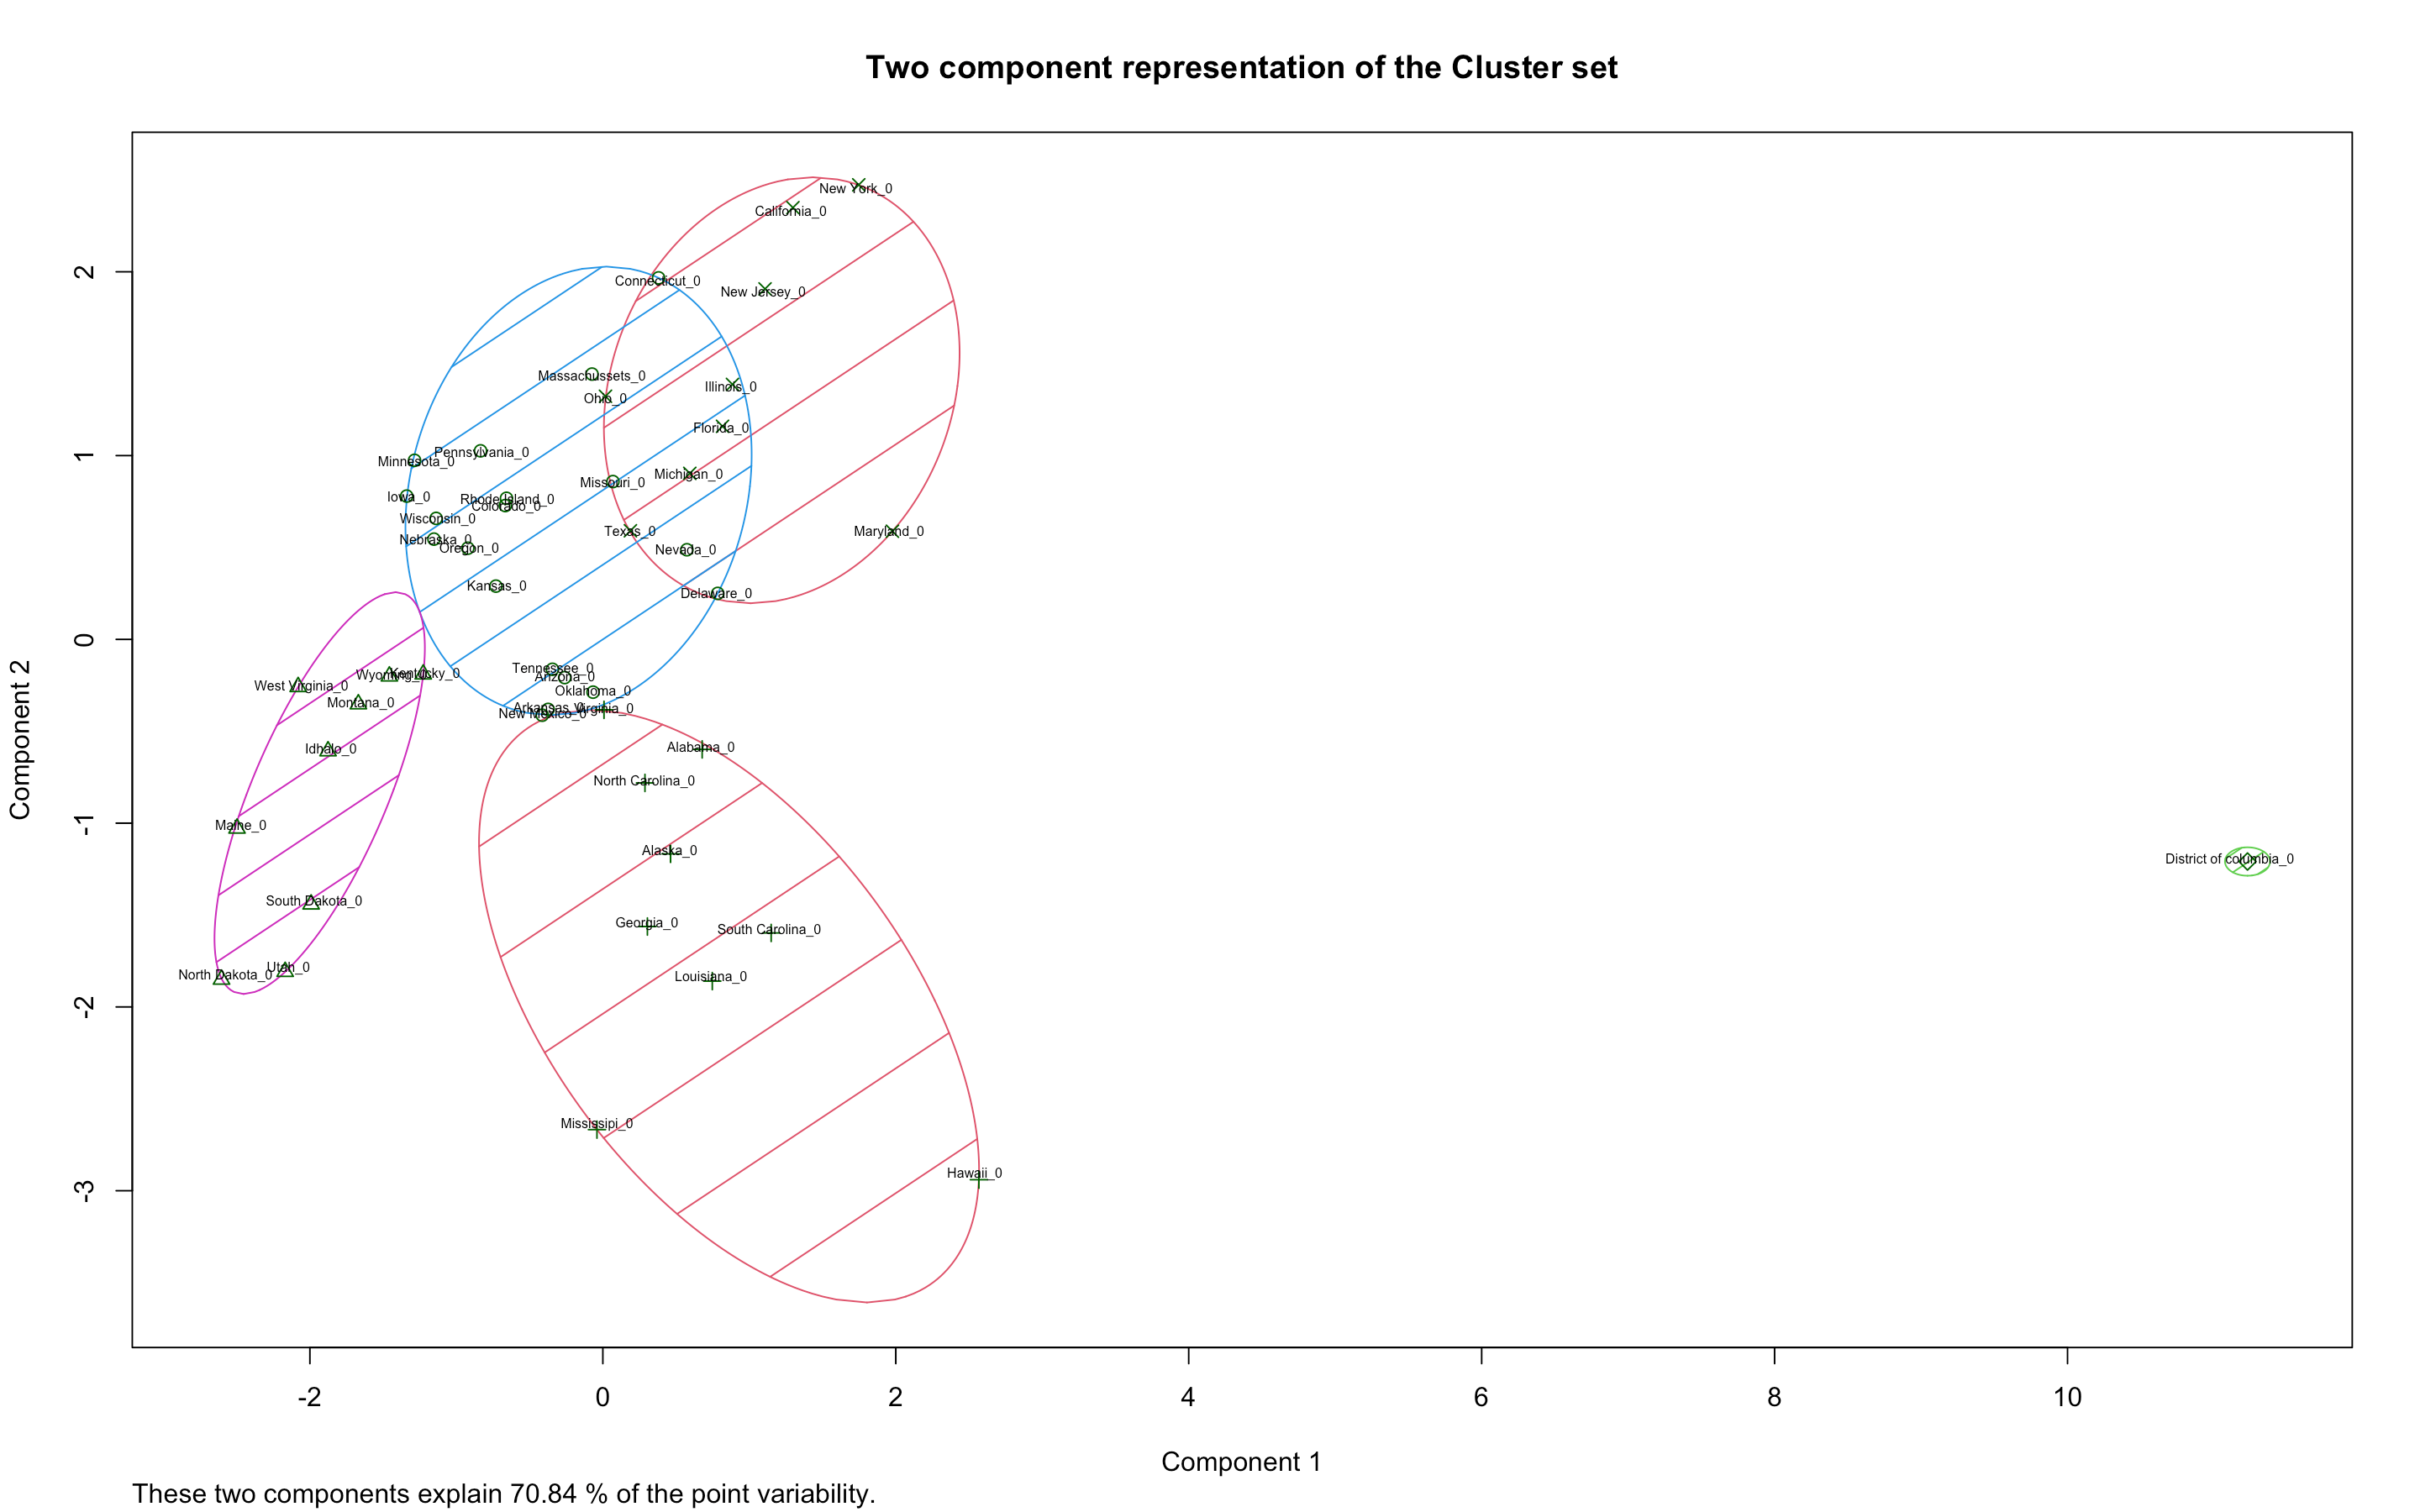 Two component representation of the Cluster set
New York_0
California_0
Connecticut_0
New Jersey_0
Massachussets_0
Illinois_0
Ohio_0
Florida_0
Pennsylvania_0
Minnesota_0
Michigan_0
Missouri_0
Iowa_0
Rhode island_0
Colorado_0
Wisconsin_0
Texas_0
Maryland_0
Nebraska_0
Oregon_0
Nevada_0
Kansas_0
Delaware_0
Tennessee_0
Wyoming_0
Kentucky_0
Arizona_0
West Virginia_0
Oklahoma_0
Montana_0
Arkansas_0
Virginia_0
New Mexico_0
Alabama_0
Idhalo_0
North Carolina_0
Maine_0
Alaska_0
District of columbia_0
South Dakota_0
Georgia_0
South Carolina_0
Utah_0
North Dakota_0
Louisiana_0
Mississipi_0
Hawaii_0
2
1
0
-1
-2
-3
Component 2
-2 0 2 4 6 8 10
Component 1
These two components explain 70.84 % of the point variability.